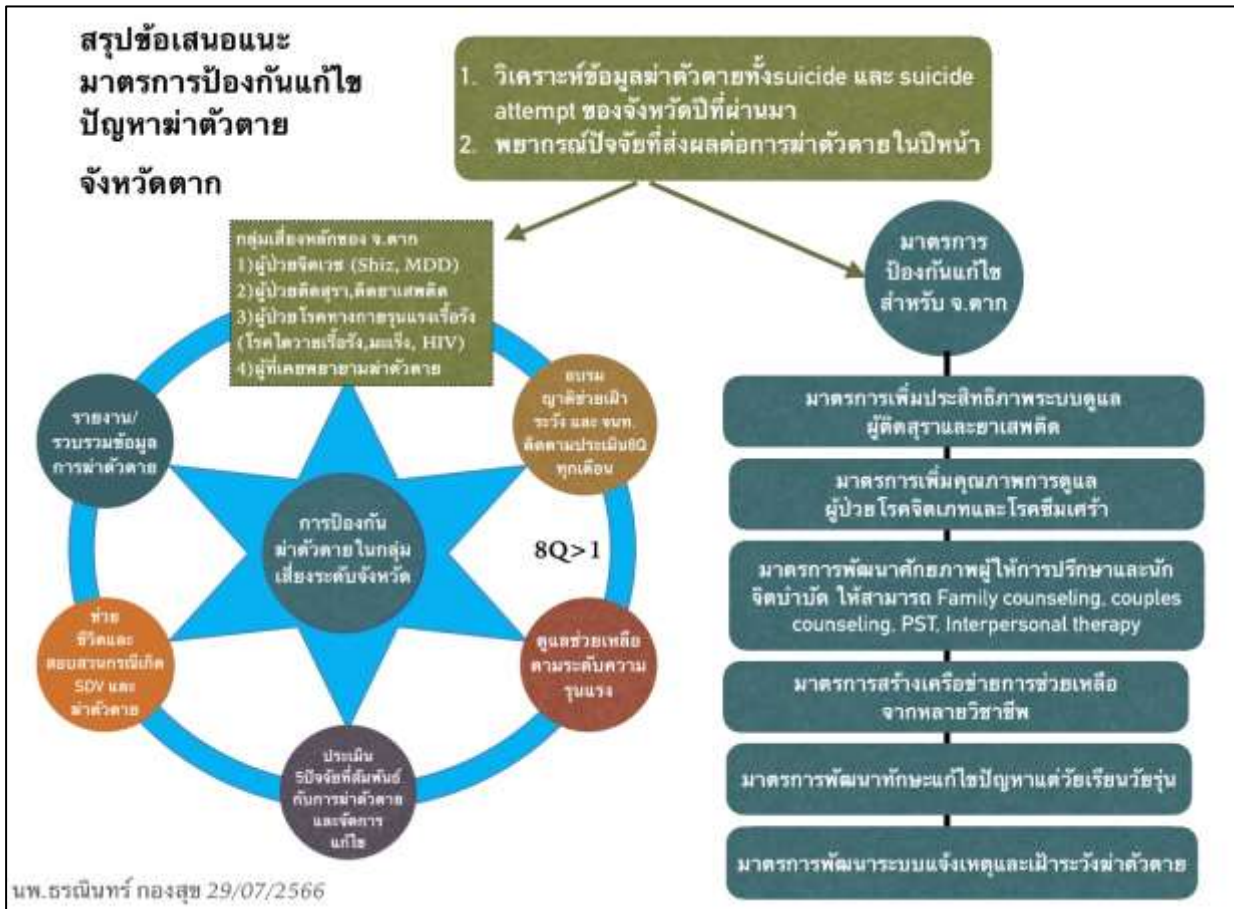 สรุปข้อเสนอแนะ
มาตรการป้องกันแก้ไข
ปัญหาฆ่าตัวตาย
จังหวัดตาก
1. วิเคราะห์ข้อมูลฆ่าตัวตายทั้งsuicide และ suicide
attempt ของจังหวัดปีที่ผ่านมา
2. พยากรณ์ปัจจัยที่ส่งผลต่อการฆ่าตัวตายในปีหน้า
กลุ่มเสี่ยงหลักของ จ.ตาก
1)ผู้ป่วยจิตเวช (Shiz, MDD)
2)ผู้ป่วยติดสุรา,ติดยาเสพติด
3)ผู้ป่วยโรคทางกายรุนแรงเรื้อรัง
(โรคไตวายเรื้อรัง,มะเร็ง, HIV)
4)ผู้ที่เคยพยายามฆ่าตัวตาย
อบรม
ญาติช่วยเฝ้า
ระวัง และ จนท.
ติดตามประเมิน8Q
ทุกเดือน
8Q>1
ดูแลช่วยเหลือ
ตามระดับความ
รุนแรง
ประเมิน
5ปัจจัยที่สัมพันธ์
กับการฆ่าตัวตาย
และจัดการ
แก้ไข
ช่วย
ชีวิตและ
สอบสวนกรณีเกิด
SDV และ
ฆ่าตัวตาย
รายงาน/
รวบรวมข้อมูล
การฆ่าตัวตาย
การป้องกัน
ฆ่าตัวตายในกลุ่ม
เสี่ยงระดับจังหวัด
มาตรการ
ป้องกันแก้ไข
สำหรับ จ.ตาก
มาตรการเพิ่มประสิทธิภาพระบบดูแล
ผู้ติดสุราและยาเสพติด
มาตรการเพิ่มคุณภาพการดูแล
ผู้ป่วยโรคจิตเภทและโรคซึมเศร้า
มาตรการพัฒนาศักยภาพผู้ให้การปรึกษาและนัก
จิตบำบัด ให้สามารถ Family counseling, couples
counseling, PST, Interpersonal therapy
มาตรการสร้างเครือข่ายการช่วยเหลือ
จากหลายวิชาชีพ
มาตรการพัฒนาทักษะแก้ไขปัญหาแต่วัยเรียนวัยรุ่น
มาตรการพัฒนาระบบแจ้งเหตุและเฝ้าระวังฆ่าตัวตาย
นพ.ธรณินทร์ กองสุข 29/07/2566